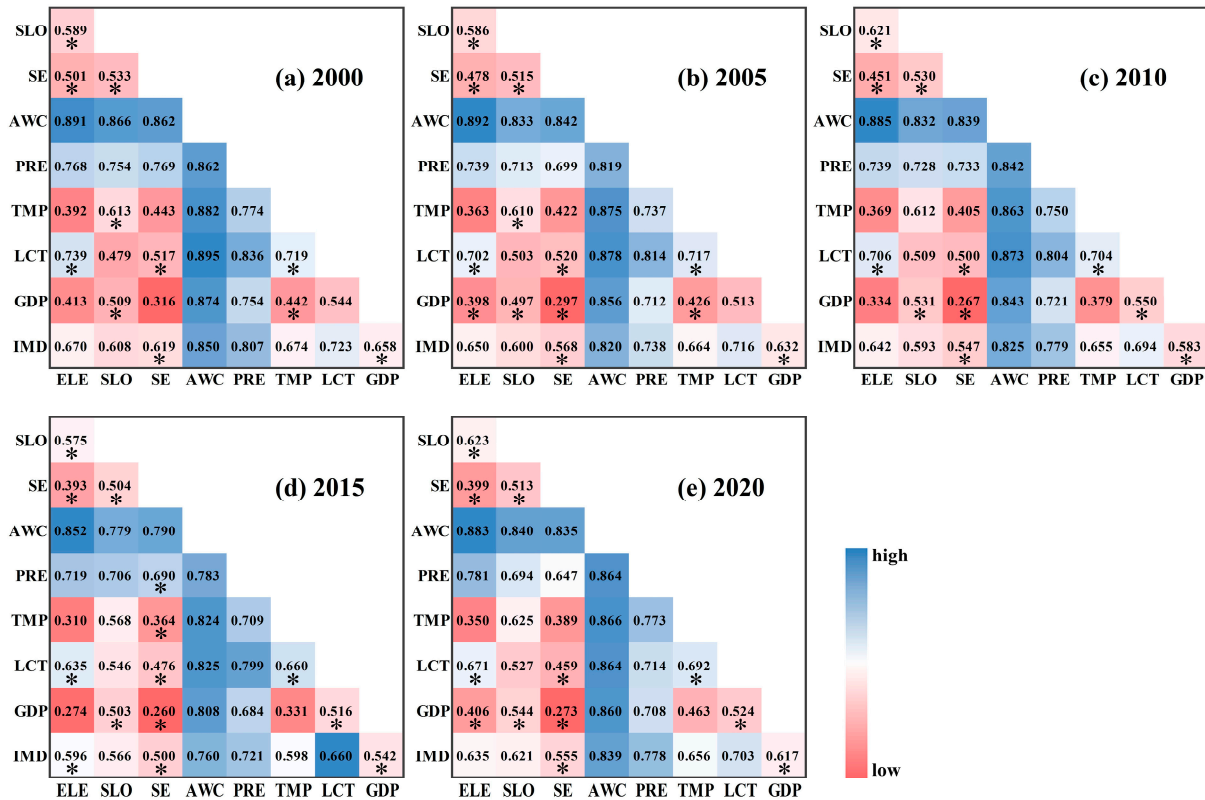 SLO 0.589 *
SE 0.501 * 0.533 *
(a) 2000
AWC 0.891 0.866 0.862
PRE 0.768 0.754 0.769 0.862
TMP 0.392 0.613 * 0.443 0.882 0.774
LCT 0.739 * 0.479 0.517 * 0.895 0.836 0.719 *
GDP 0.413 0.509 * 0.316 0.874 0.754 0.442 * 0.544
IMD 0.670 0.608 0.619 * 0.850 0.807 0.674 0.723 0.658 *
ELE SLO SE AWC PRE TMP LCT GDP
0.586 *
SLO
SE 0.478 * 0.515 *
(b) 2005
AWC 0.892 0.833 0.842
PRE 0.739 0.713 0.699 0.819
TMP 0.363 0.610 * 0.422 0.875 0.737
LCT 0.702 * 0.503 0.520 * 0.878 0.814 0.717 *
GDP 0.398 * 0.497 * 0.297 * 0.856 0.712 0.426 * 0.513
IMD 0.650 0.600 0.568 * 0.820 0.738 0.664 0.716 0.632 *
ELE SLO SE AWC PRE TMP LCT GDP
SLO 0.621 *
SE 0.451 * 0.530 *
(c) 2010
AWC 0.885 0.832 0.839
PRE 0.739 0.728 0.733 0.842
TMP 0.369 0.612 0.405 0.863 0.750
LCT 0.706 * 0.509 0.500 * 0.873 0.804 0.704 *
GDP 0.334 0.531 * 0.267 * 0.843 0.721 0.379 0.550 *
IMD 0.642 0.593 0.547 * 0.825 0.779 0.655 0.694 0.583 *
ELE SLO SE AWC PRE TMP LCT GDP
SLO 0.575 *
SE 0.393 * 0.504 *
(d) 2015
AWC 0.852 0.779 0.790
PRE 0.719 0.706 0.690 * 0.783
TMP 0.310 0.568 0.364 * 0.824 0.709
LCT 0.635 * 0.546 0.476 * 0.825 0.799 0.660 *
GDP 0.274 0.503 * 0.260 * 0.808 0.684 0.331 0.516 *
IMD 0.596 * 0.566 0.500 * 0.760 0.721 0.598 0.660 0.542 *
ELE SLO SE AWC PRE TMP LCT GDP
SLO 0.623 *
SE 0.399 * 0.513 *
(e) 2020
AWC 0.883 0.840 0.835
PRE 0.781 0.694 0.647 0.864
TMP 0.350 0.625 0.389 0.866 0.773
LCT 0.671 * 0.527 0.459 * 0.864 0.714 0.692 *
GDP 0.406 * 0.544 * 0.273 * 0.860 0.708 0.463 0.524 *
IMD 0.635 0.621 0.555 * 0.839 0.778 0.656 0.703 0.617 *
ELE SLO SE AWC PRE TMP LCT GDP
high
low